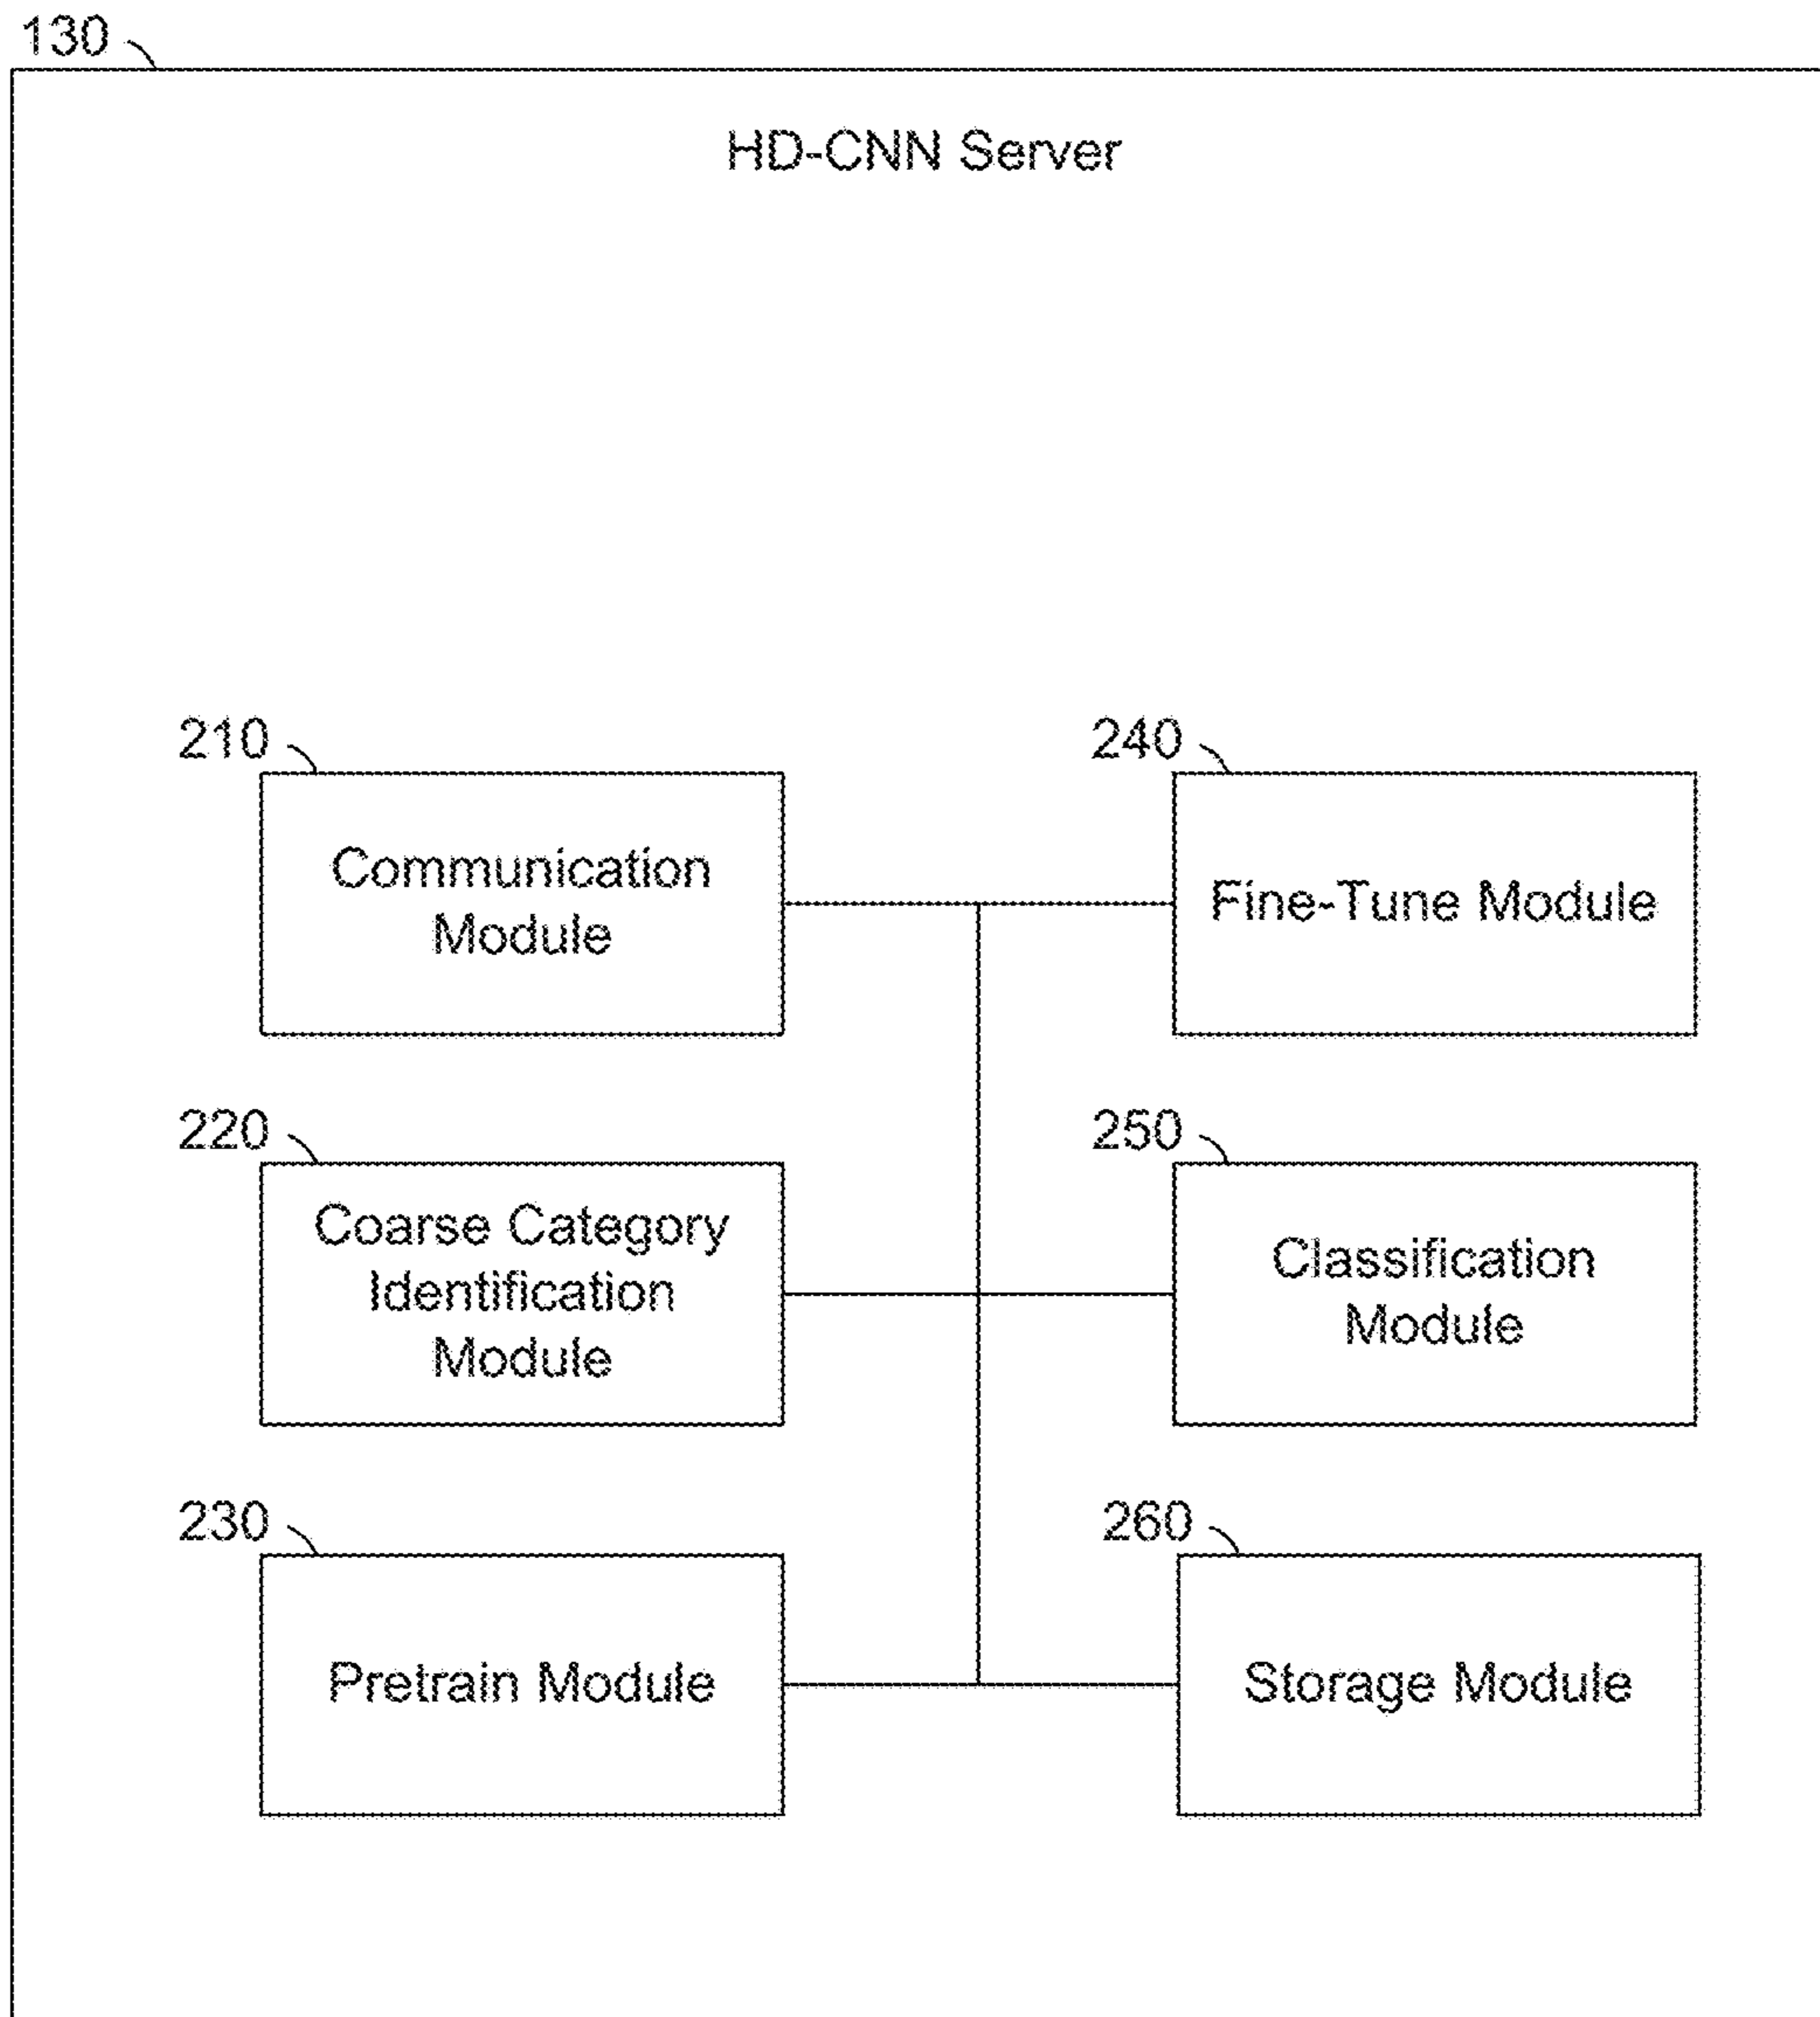 130
HD-CNN Server
210
Communication
Module
240
Fine-Tune Module
220
Coarse Category
Identification
Module
250
Classification
Module
230
Pretrain Module
260
Storage Module